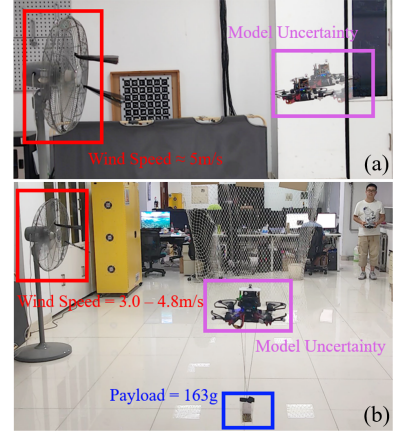 Model Uncertainty
Wind Speed = 5m/s
(a)
Wind Speed = 3.0 – 4.8m/s
Model Uncertainty
Payload = 163g
(b)